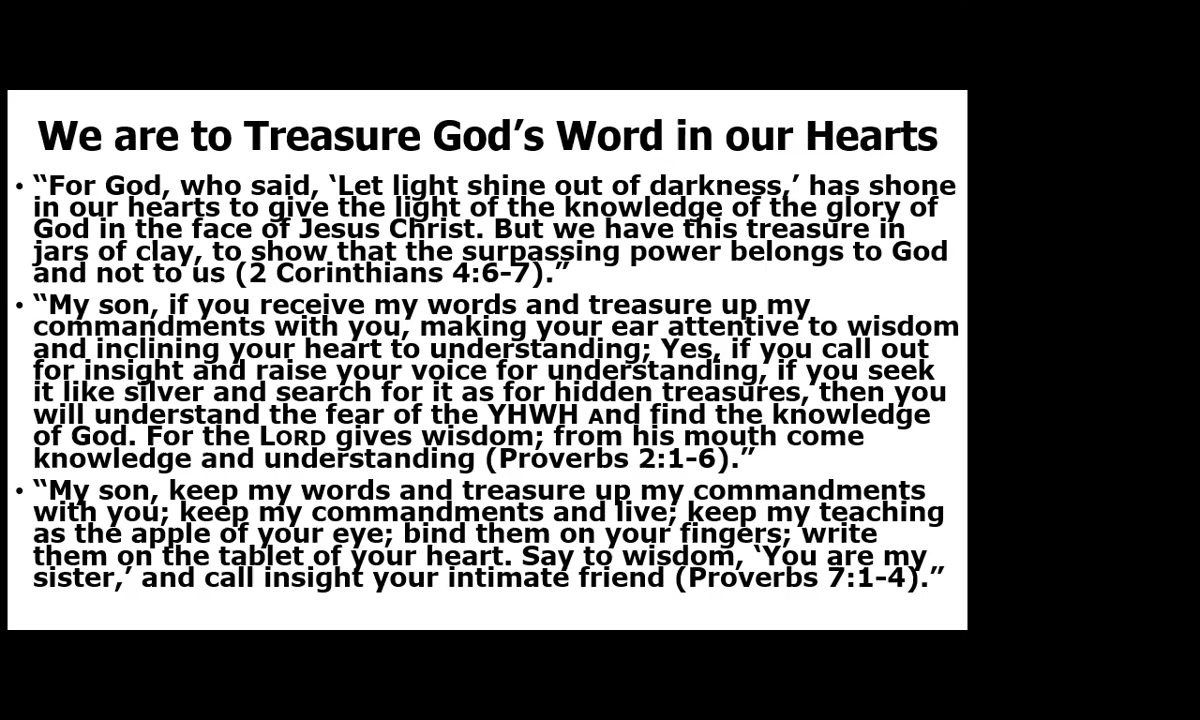 We are to Treasure God’s Word in our Hearts
• “For God, who said, ‘Let light shine out of darkness,’ has shone
in our hearts to give the light of the knowledge of the glory of
God in the face of Jesus Christ. But we have this treasure in
jars of clay, to show that the surpassing power belongs to God
and not to us (2 Corinthians 4:6-7).”
• “My son, if you receive my words and treasure up my
commandments with you, making your ear attentive to wisdom
and inclining your heart to understanding; Yes, if you call out
for insight and raise your voice for understanding, if you seek
it like silver and search for it as for hidden treasures, then you
will understand the fear of the YHWH And find the knowledge
of God. For the LORD gives wisdom; from his mouth come
knowledge and understanding (Proverbs 2:1-6).”
• “My son, keep my words and treasure up my commandments
with you; keep my commandments and live; keep my teaching
as the apple of your eye; bind them on your fingers; write
them on the tablet of your heart. Say to wisdom, ‘You are my
sister,’ and call insight your intimate friend (Proverbs 7:1-4).”